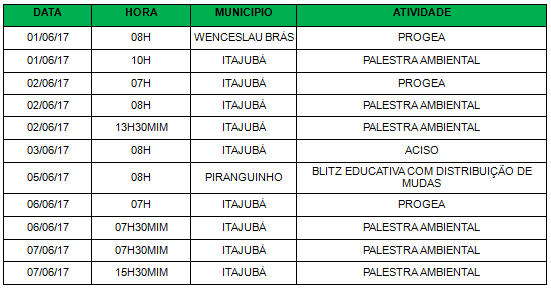 DATA HORA MUNICIPIO ATIVIDADE
01/06/17 08H WENCESLAU BRÁS PROGEA
01/06/17 10H ITAJUBÁ PALESTRA AMBIENTAL
02/06/17 07H ITAJUBÁ PROGEA
02/06/17 08H ITAJUBÁ PALESTRA AMBIENTAL
02/06/17 13H30MIM ITAJUBÁ PALESTRA AMBIENTAL
03/06/17 08H ITAJUBÁ ACISO
05/06/17 08H PIRANGUINHO BLITZ EDUCATIVA COM DISTRIBUIÇÃO DE
MUDAS
06/06/17 07H ITAJUBÁ PROGEA
06/06/17 07H30MIM ITAJUBÁ PALESTRA AMBIENTAL
07/06/17 07H30MIM ITAJUBÁ PALESTRA AMBIENTAL
07/06/17 15H30MIM ITAJUBÁ PALESTRA AMBIENTAL